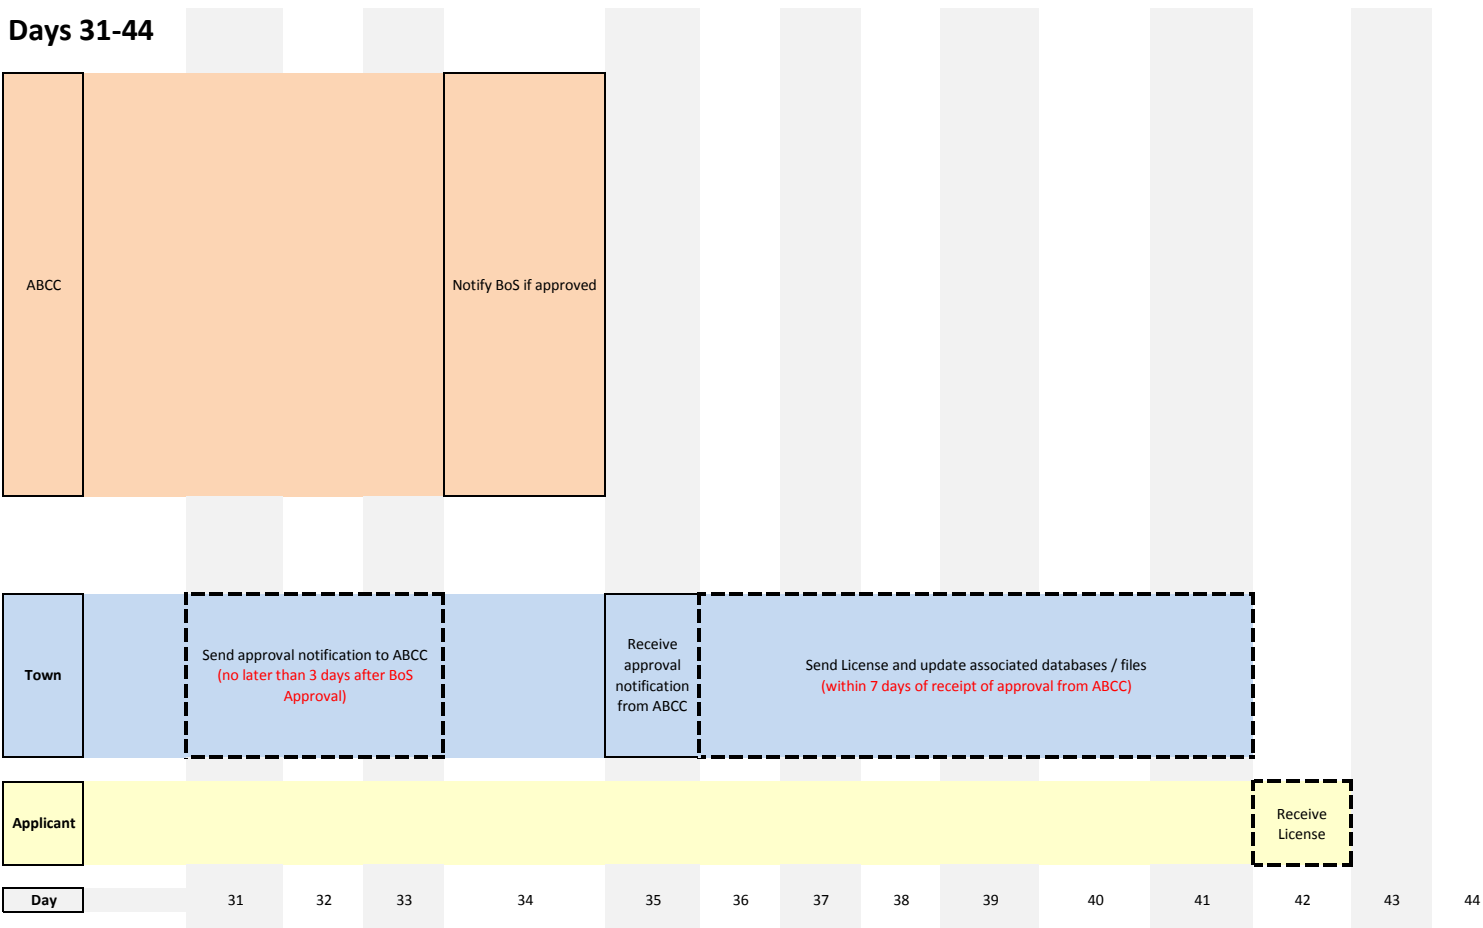 Days 31-44
ABCC
Notify BoS if approved
Town
Send approval notification to ABCC
(no later than 3 days after BoS
Approval)
Receive
approval
notification
from ABCC
Send License and update associated databases / files
(within 7 days of receipt of approval from ABCC)
Applicant
Receive
License
Day 31 32 33 34 35 36 37 38 39 40 41 42 43 44